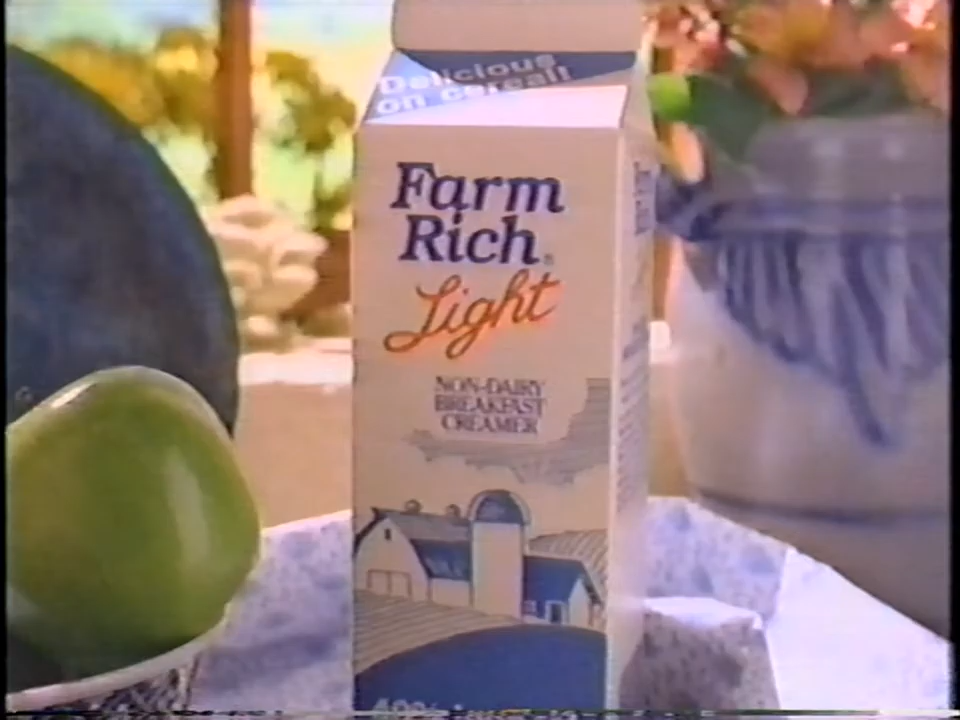 Delicious
on cereal!
Farm
Rich®
Light
NON-DAIRY
BREAKFAST
CREAMER